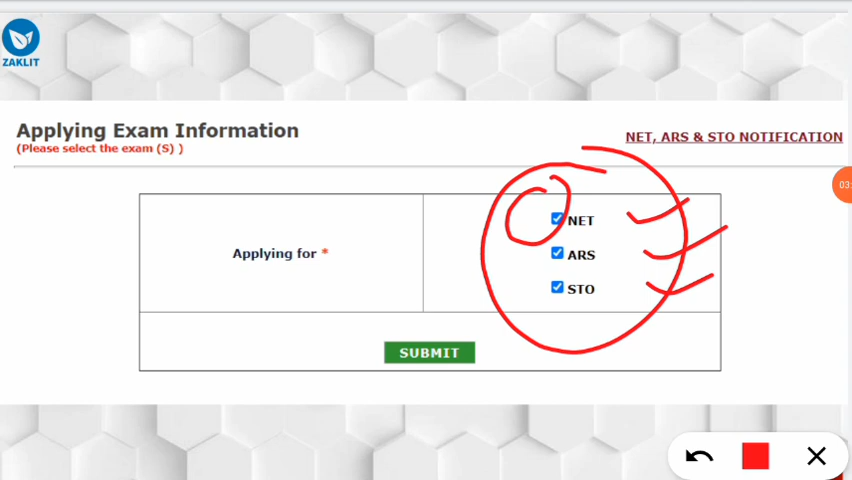 ZAKLIT
Applying Exam Information
(Please select the exam (S) )
NET, ARS & STO NOTIFICATION
Applying for *
NET
ARS
STO
SUBMIT